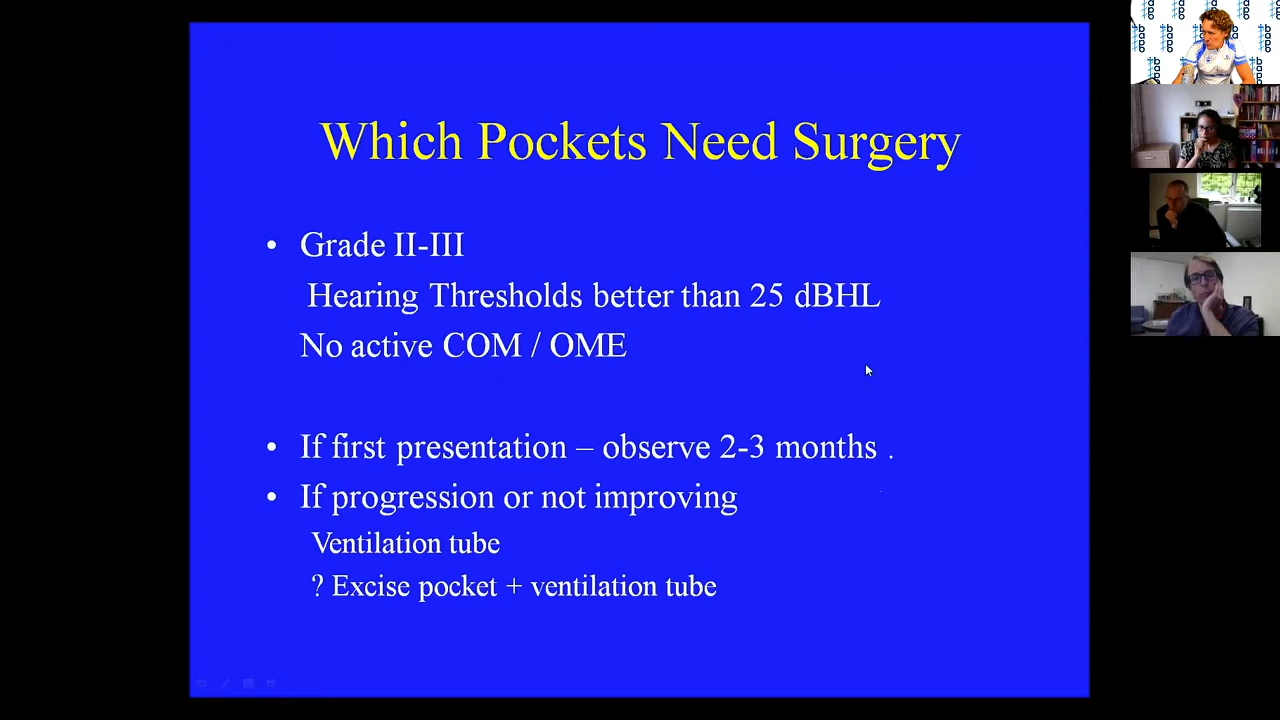 Which Pockets Need Surgery
• Grade II-III
Hearing Thresholds better than 25 dBHL
No active COM / OME
• If first presentation – observe 2-3 months .
• If progression or not improving
Ventilation tube
? Excise pocket + ventilation tube